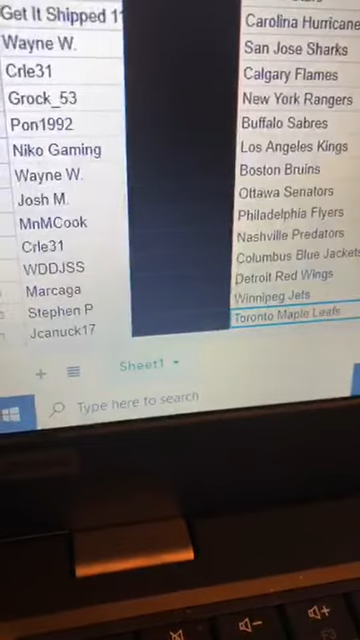 Get It Shipped 11
Carolina Hurricane
Wayne W.
San Jose Sharks
Crle31
Calgary Flames
Grock_53
New York Rangers
Pon1992
Buffalo Sabres
Niko Gaming
Los Angeles Kings
Wayne W.
Boston Bruins
Josh M.
Ottawa Senators
MnMCook
Philadelphia Flyers
Crle31
Nashville Predators
WDDJSS
Columbus Blue Jackets
Marcaga
Detroit Red Wings
Stephen P
Winnipeg Jets
Jcanuck17
Toronto Maple Leafs
Sheet1
Type here to search